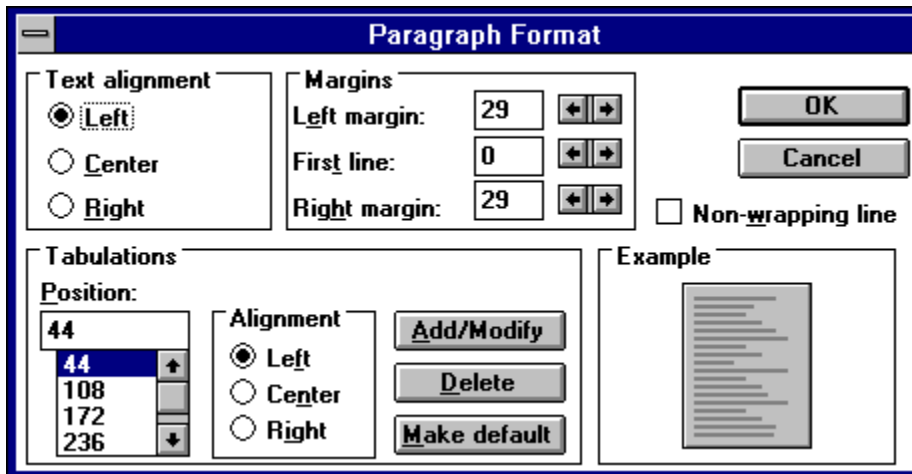 Paragraph Format
Text alignment
Left
Center
Right
Margins
Left margin: 29
First line: 0
Right margin: 29
OK
Cancel
Non-wrapping line
Tabulations
Position:
44
44
108
172
236
Alignment
Left
Center
Right
Add/Modify
Delete
Make default
Example